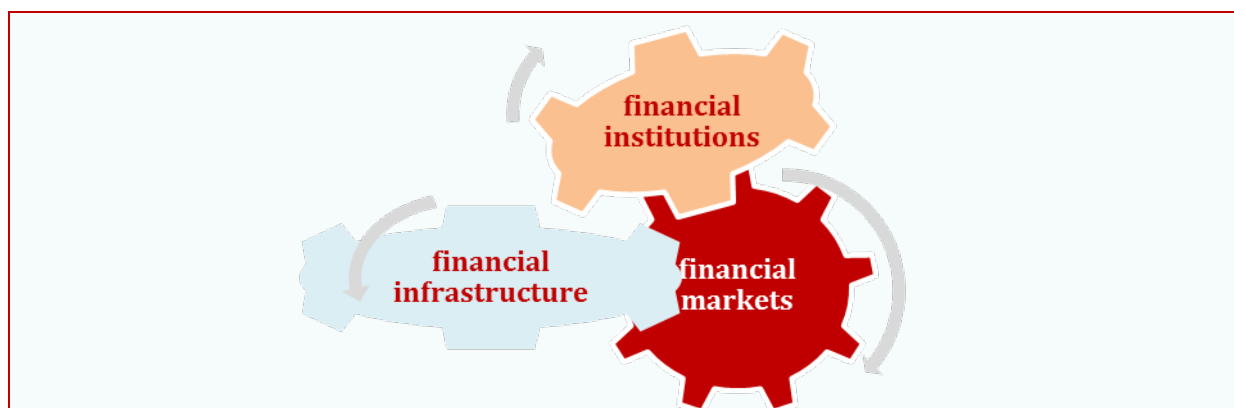 financial
institutions
financial
infrastructure
financial
markets